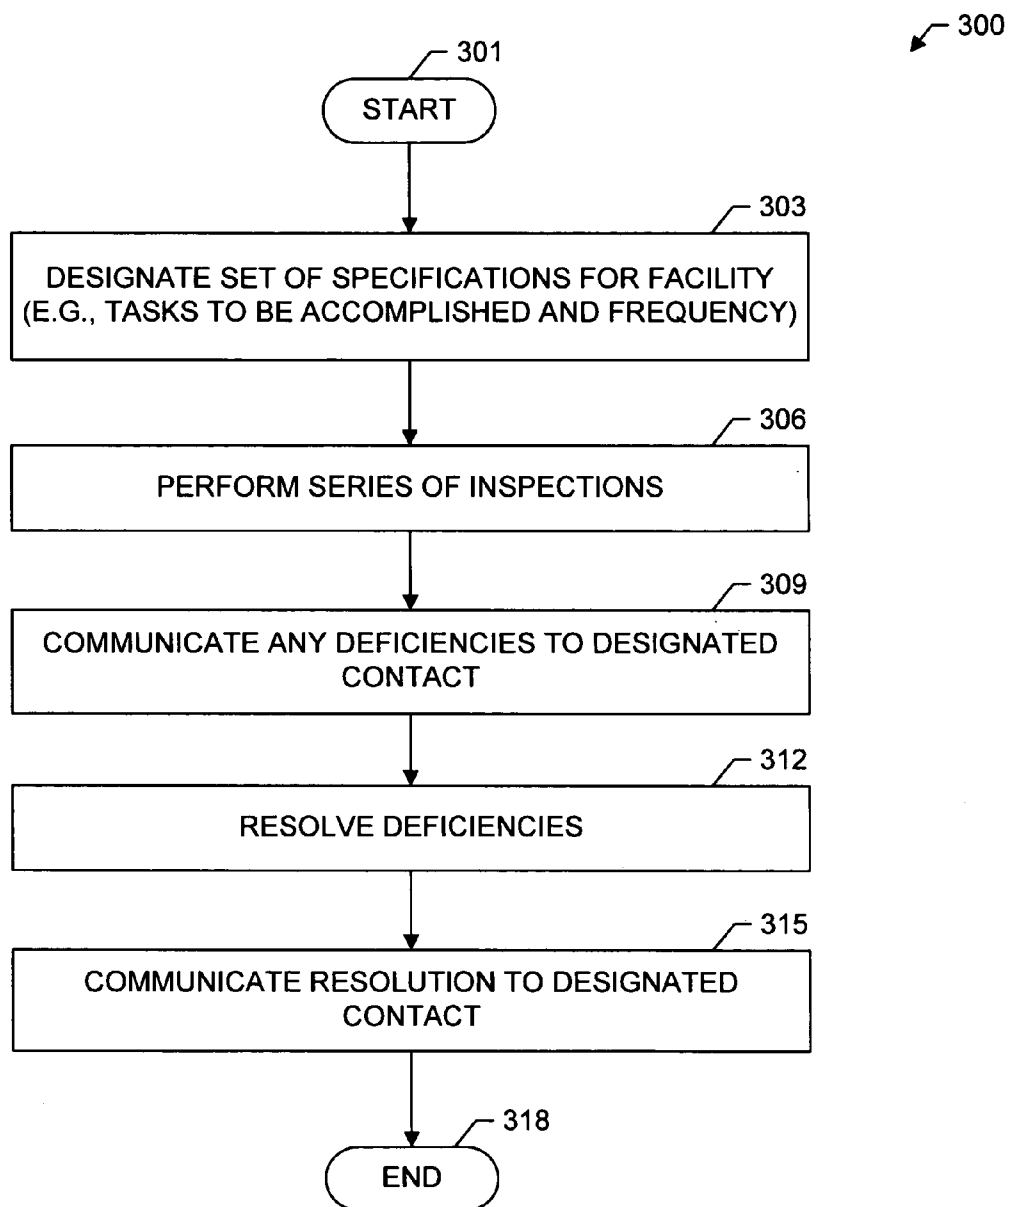 300
301
START
303
DESIGNATE SET OF SPECIFICATIONS FOR FACILITY
(E.G., TASKS TO BE ACCOMPLISHED AND FREQUENCY)
306
PERFORM SERIES OF INSPECTIONS
309
COMMUNICATE ANY DEFICIENCIES TO DESIGNATED
CONTACT
312
RESOLVE DEFICIENCIES
315
COMMUNICATE RESOLUTION TO DESIGNATED
CONTACT
318
END